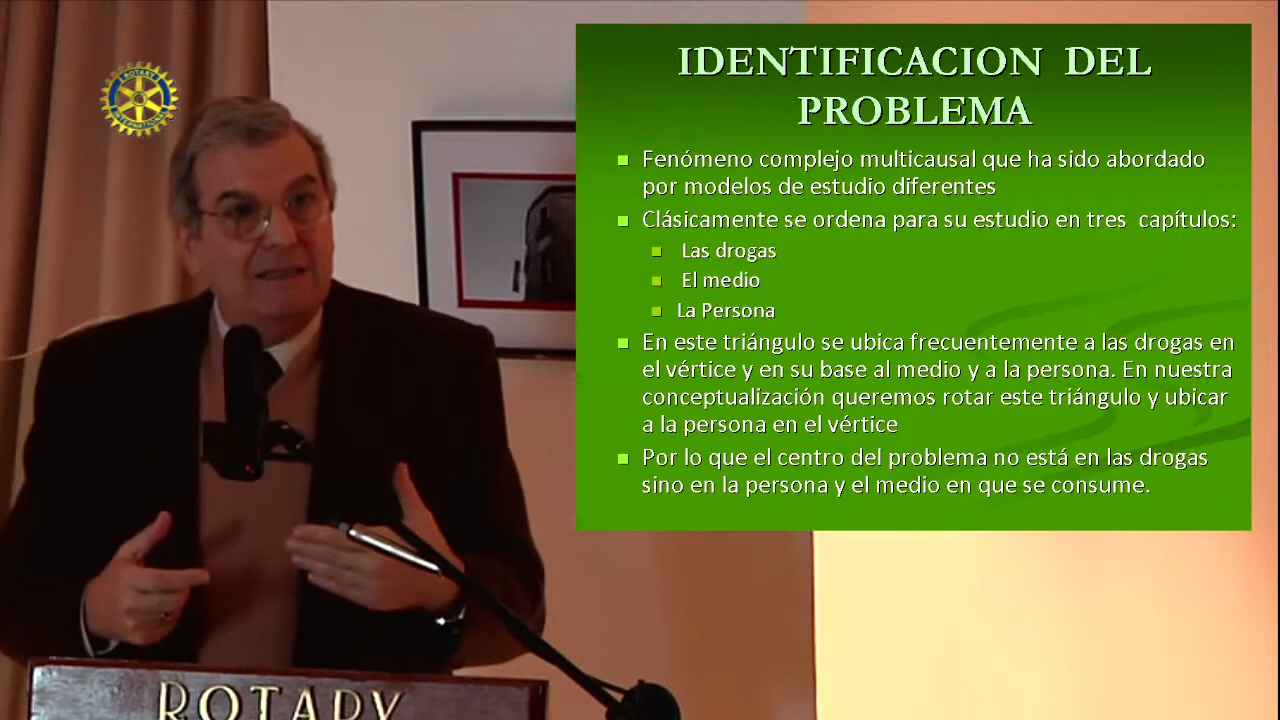 ROTARY
INTERNATIONAL
IDENTIFICACION DEL
PROBLEMA
Fenómeno complejo multicausal que ha sido abordado
por modelos de estudio diferentes
Clásicamente se ordena para su estudio en tres capítulos:
Las drogas
El medio
La Persona
En este triángulo se ubica frecuentemente a las drogas en
el vértice y en su base al medio y a la persona. En nuestra
conceptualización queremos rotar este triángulo y ubicar
a la persona en el vértice
Por lo que el centro del problema no está en las drogas
sino en la persona y el medio en que se consume.
ROTARY